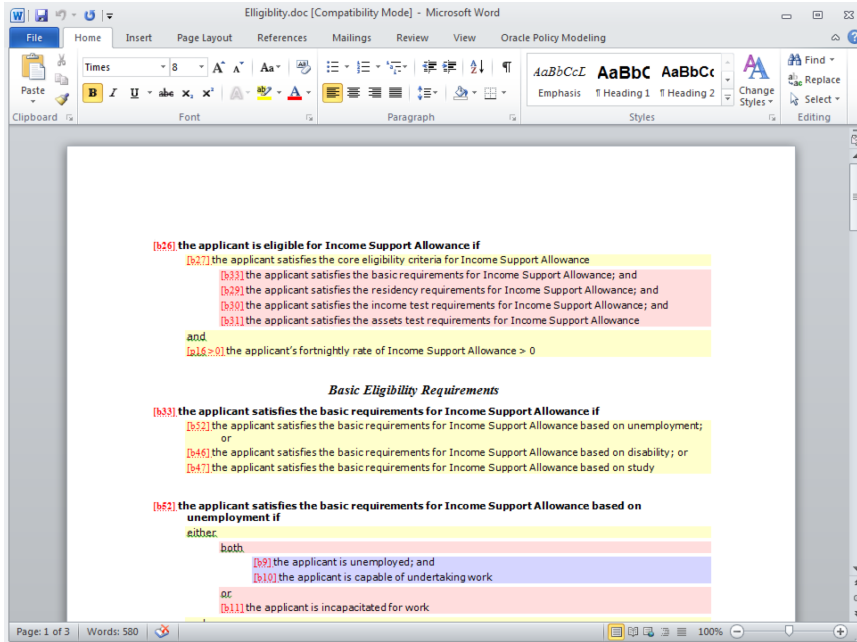 Elligiblity.doc [Compatibility Mode] - Microsoft Word
File Home Insert Page Layout References Mailings Review View Oracle Policy Modeling
Times 8 A A Aa
Find
Replace
Select
Paste
B I U abc X₂ X² A ab A
AaBbCcL AaBbC AaBbCc
Emphasis ¶ Heading 1 ¶ Heading 2
Change Styles
Clipboard Font Paragraph Styles Editing
[b26] the applicant is eligible for Income Support Allowance if
[b27] the applicant satisfies the core eligibility criteria for Income Support Allowance
[b33] the applicant satisfies the basic requirements for Income Support Allowance; and
[b29] the applicant satisfies the residency requirements for Income Support Allowance; and
[b30] the applicant satisfies the income test requirements for Income Support Allowance; and
[b31] the applicant satisfies the assets test requirements for Income Support Allowance
and
[p16>0] the applicant's fortnightly rate of Income Support Allowance > 0
Basic Eligibility Requirements
[b33] the applicant satisfies the basic requirements for Income Support Allowance if
[b52] the applicant satisfies the basic requirements for Income Support Allowance based on unemployment;
or
[b46] the applicant satisfies the basic requirements for Income Support Allowance based on disability; or
[b47] the applicant satisfies the basic requirements for Income Support Allowance based on study
[b52] the applicant satisfies the basic requirements for Income Support Allowance based on
unemployment if
either
both
[b9] the applicant is unemployed; and
[b10] the applicant is capable of undertaking work
or
[b11] the applicant is incapacitated for work
Page: 1 of 3 Words: 580 100%